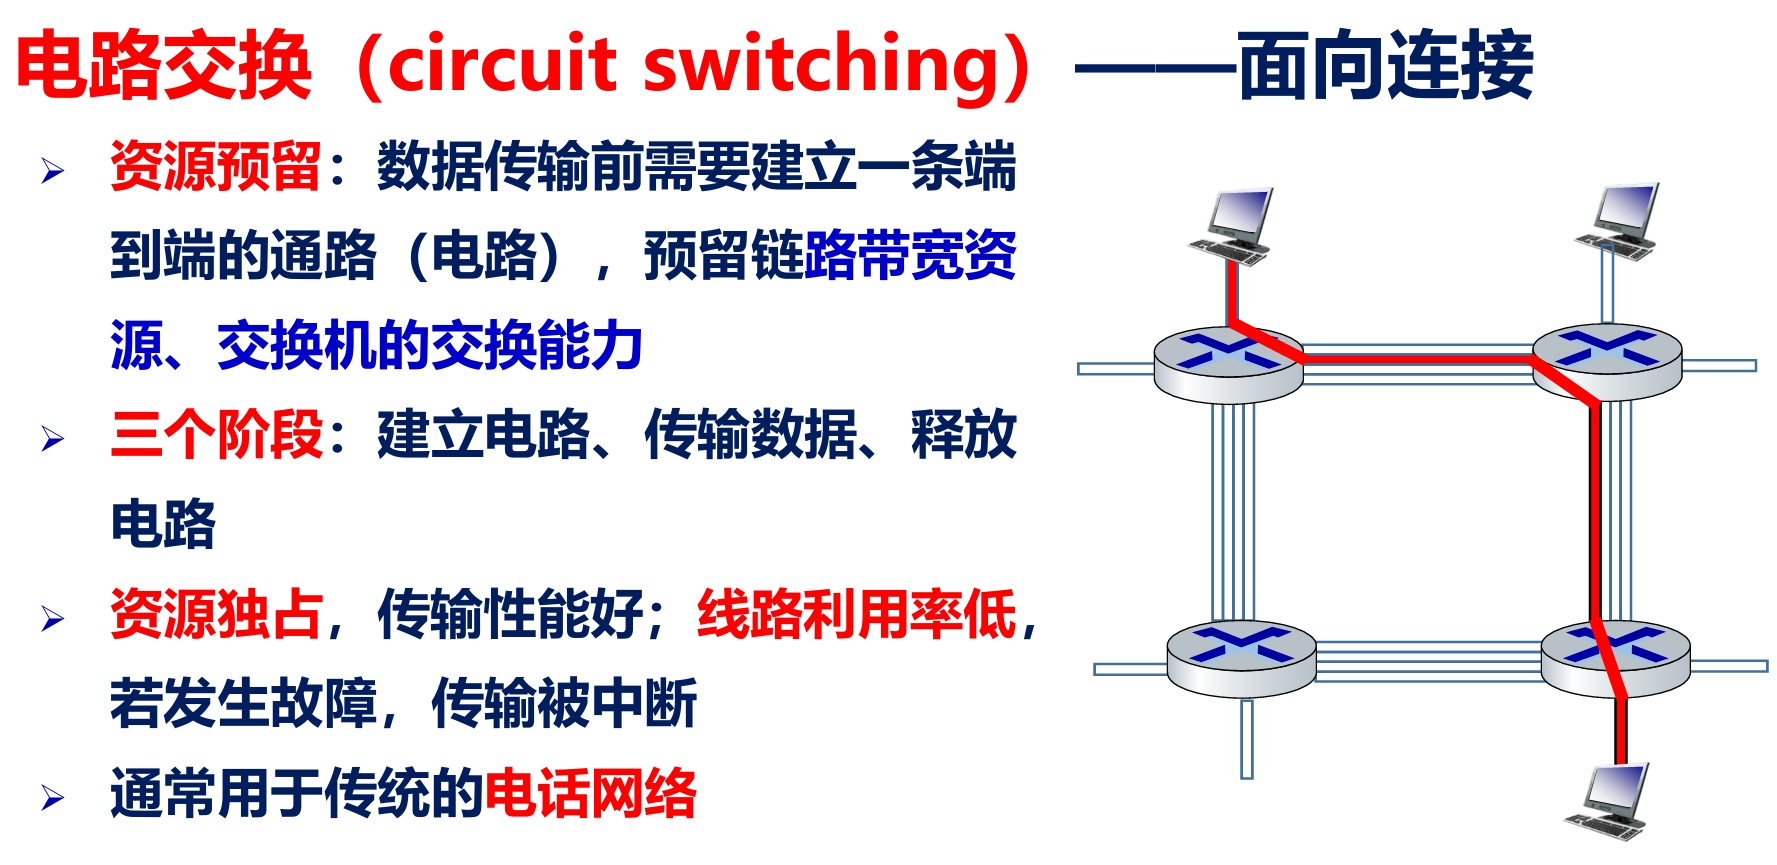 电路交换（circuit switching）——面向连接
➢ 资源预留：数据传输前需要建立一条端
到端的通路（电路），预留链路带宽资
源、交换机的交换能力
➢ 三个阶段：建立电路、传输数据、释放
电路
➢ 资源独占，传输性能好；线路利用率低，
若发生故障，传输被中断
➢ 通常用于传统的电话网络